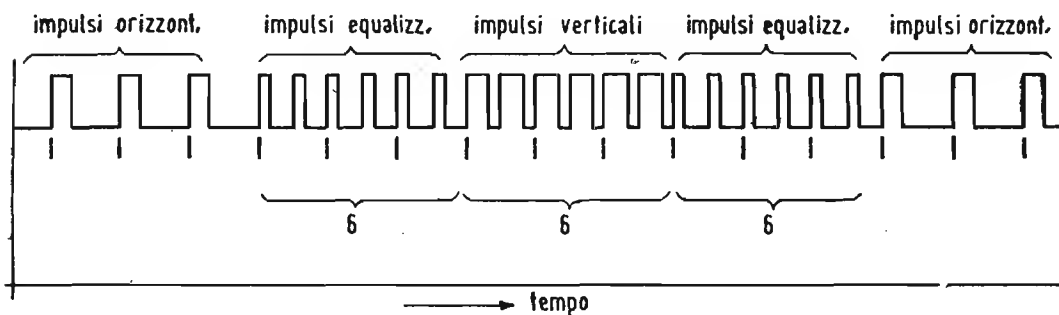 impulsi orizzont. impulsi equalizz. impulsi verticali impulsi equalizz. impulsi orizzont.
6 6 6
tempo